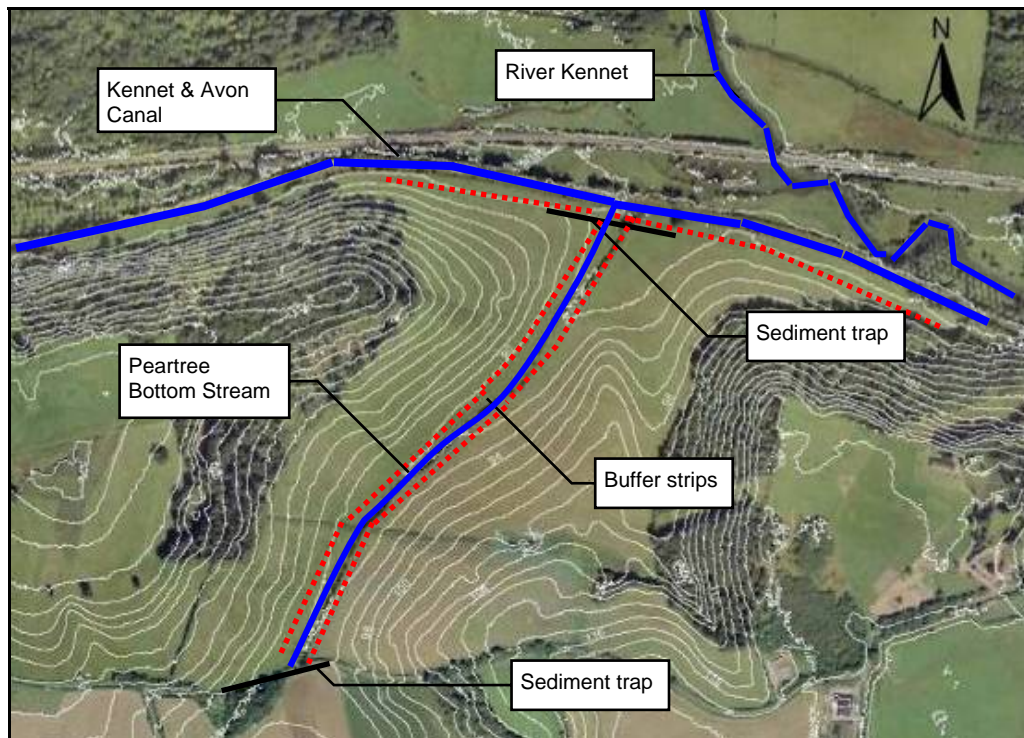 N
River Kennet
Kennet & Avon
Canal
Sediment trap
Peartree
Bottom Stream
Buffer strips
Sediment trap